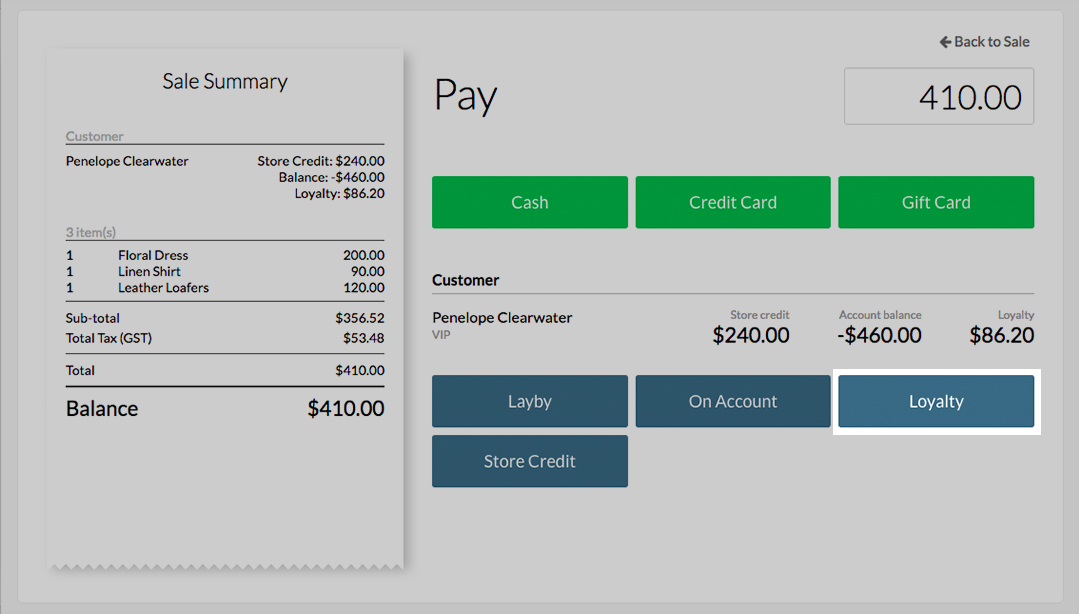 Back to Sale
Sale Summary
Pay
410.00
Customer
Penelope Clearwater Store Credit: $240.00
Balance: -$460.00
Loyalty: $86.20
3 item(s)
1 Floral Dress 200.00
1 Linen Shirt 90.00
1 Leather Loafers 120.00
Sub-total $356.52
Total Tax (GST) $53.48
Total $410.00
Balance $410.00
Cash Credit Card Gift Card
Customer
Penelope Clearwater Store credit Account balance Loyalty
VIP $240.00 -$460.00 $86.20
Layby On Account Loyalty
Store Credit